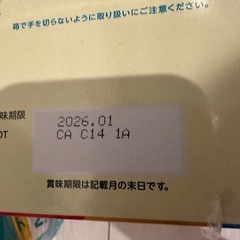 箱で手を切らないように取り扱いにご注意ください。
味期限 2026.01
OT CA C14 1A
賞味期限は記載月の末日です。